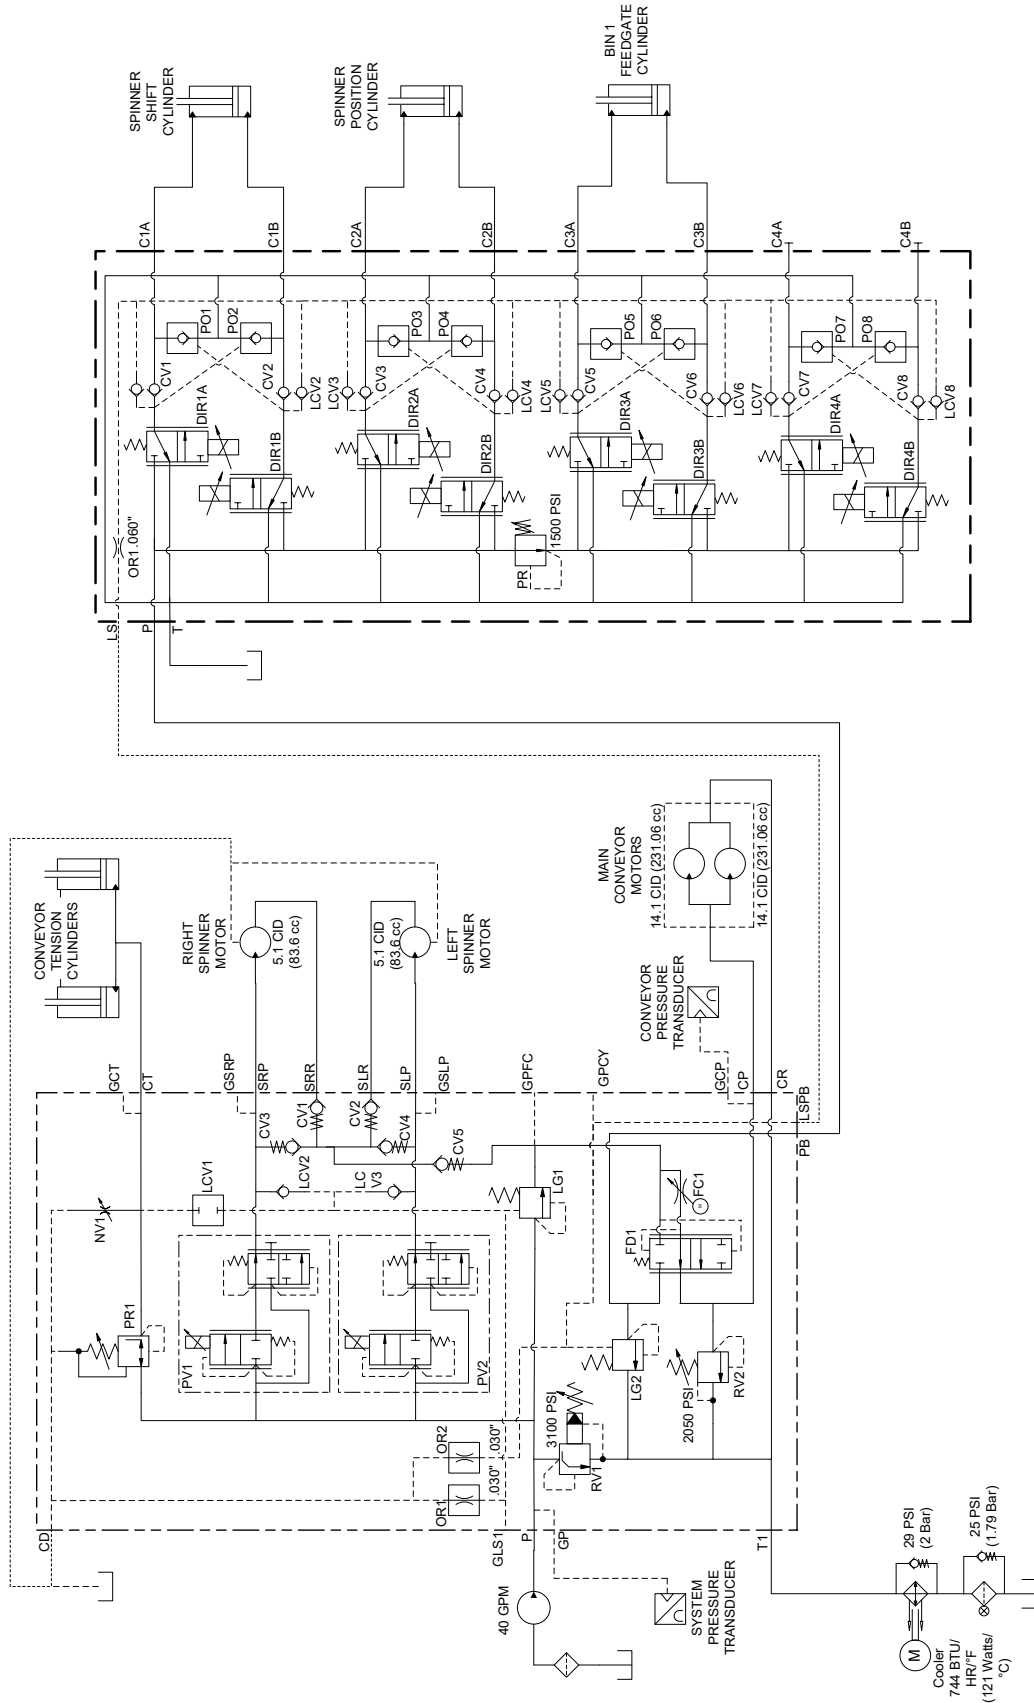 SPINNER
SHIFT
CYLINDER
SPINNER
POSITION
CYLINDER
BIN 1
FEEDGATE
CYLINDER
C1A
C1B
C2A
C2B
C3A
C3B
C4A
C4B
OR1.060"
LS
P
T
CV1
PO1
PO2
CV2
LCV2
LCV3
CV3
PO3
PO4
CV4
LCV4
LCV5
CV5
PO5
PO6
CV6
LCV6
LCV7
CV7
PO7
PO8
CV8
LCV8
DIR1A
DIR1B
DIR2A
DIR2B
DIR3A
DIR3B
DIR4A
DIR4B
PR
1500 PSI
CONVEYOR
TENSION
CYLINDERS
RIGHT
SPINNER
MOTOR
5.1 CID
(83.6 cc)
5.1 CID
(83.6 cc)
LEFT
SPINNER
MOTOR
MAIN
CONVEYOR
MOTORS
14.1 CID (231.06 cc)
14.1 CID (231.06 cc)
CONVEYOR
PRESSURE
TRANSDUCER
GCT
CT
GSRP
SRP
SRR
SLR
SLP
GSLP
GPFC
GPCY
GCP
CP
CR
LSPB
PB
NV1
LCV1
CV3
CV1
CV2
CV4
LCV2
LC
V3
CV5
LG1
PR1
PV1
PV2
FD1
FC1
H
OR1
.030"
OR2
.030"
3100 PSI
RV1
LG2
2050 PSI
RV2
CD
GLS1
P
GP
T1
40 GPM
SYSTEM
PRESSURE
TRANSDUCER
M
Cooler
744 BTU/
HR/°F
(121 Watts/
°C)
29 PSI
(2 Bar)
25 PSI
(1.79 Bar)